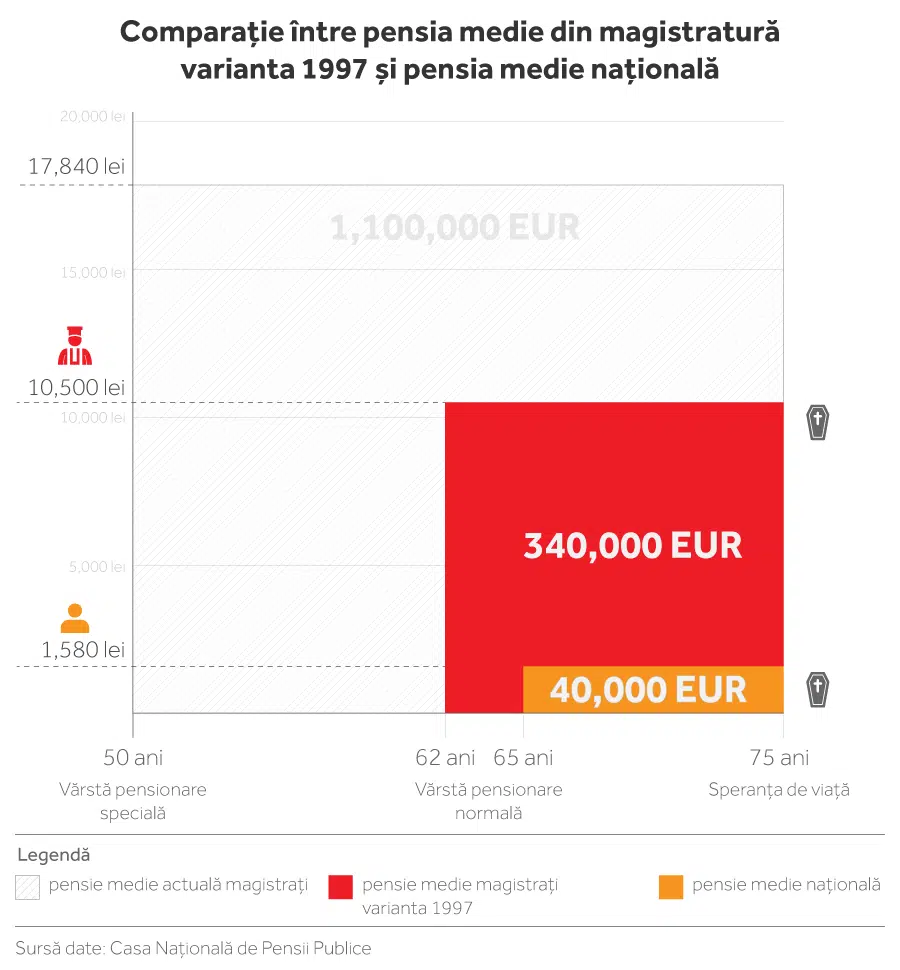 Comparație între pensia medie din magistratură
varianta 1997 și pensia medie națională
20,000 lei
17,840 lei
1,100,000 EUR
15,000 lei
10,500 lei
10,000 lei
340,000 EUR
5,000 lei
1,580 lei
40,000 EUR
50 ani
62 ani
65 ani
75 ani
Vărstă pensionare
specială
Vărstă pensionare
normală
Speranța de viață
Legendă
pensie medie actuală magistrați
pensie medie magistrați
varianta 1997
pensie medie națională
Sursă date: Casa Națională de Pensii Publice